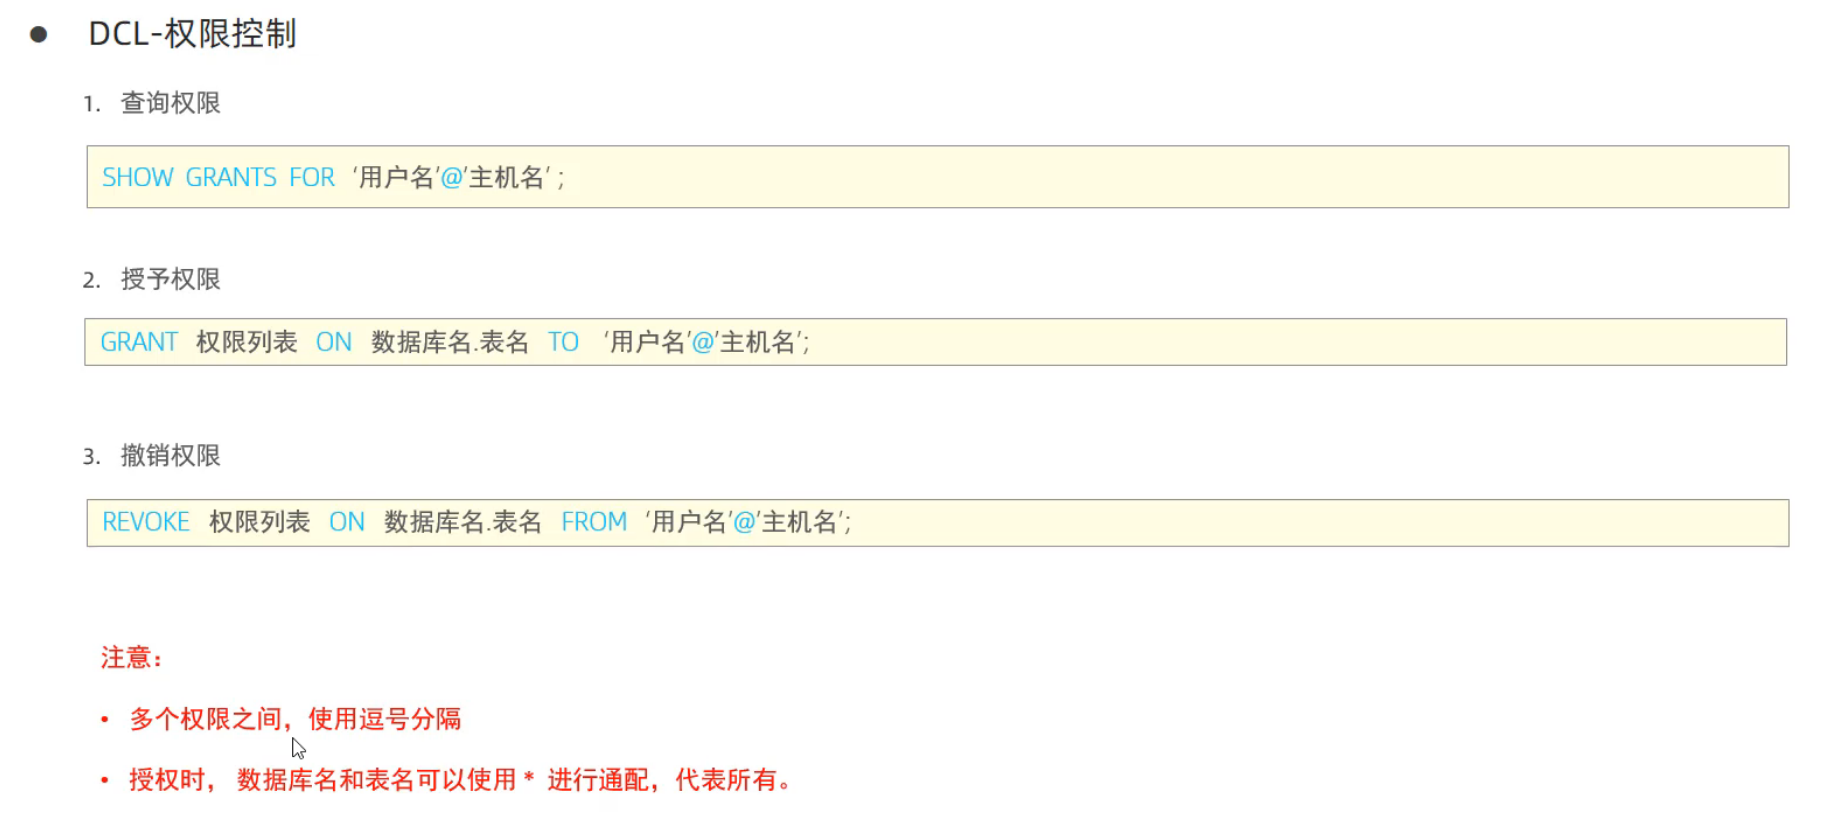 ● DCL-权限控制
1. 查询权限
SHOW GRANTS FOR ‘用户名’@’主机名’ ;
2. 授予权限
GRANT 权限列表 ON 数据库名.表名 TO ‘用户名’@’主机名’;
3. 撤销权限
REVOKE 权限列表 ON 数据库名.表名 FROM ‘用户名’@’主机名’;
注意：
• 多个权限之间，使用逗号分隔
• 授权时， 数据库名和表名可以使用 * 进行通配，代表所有。